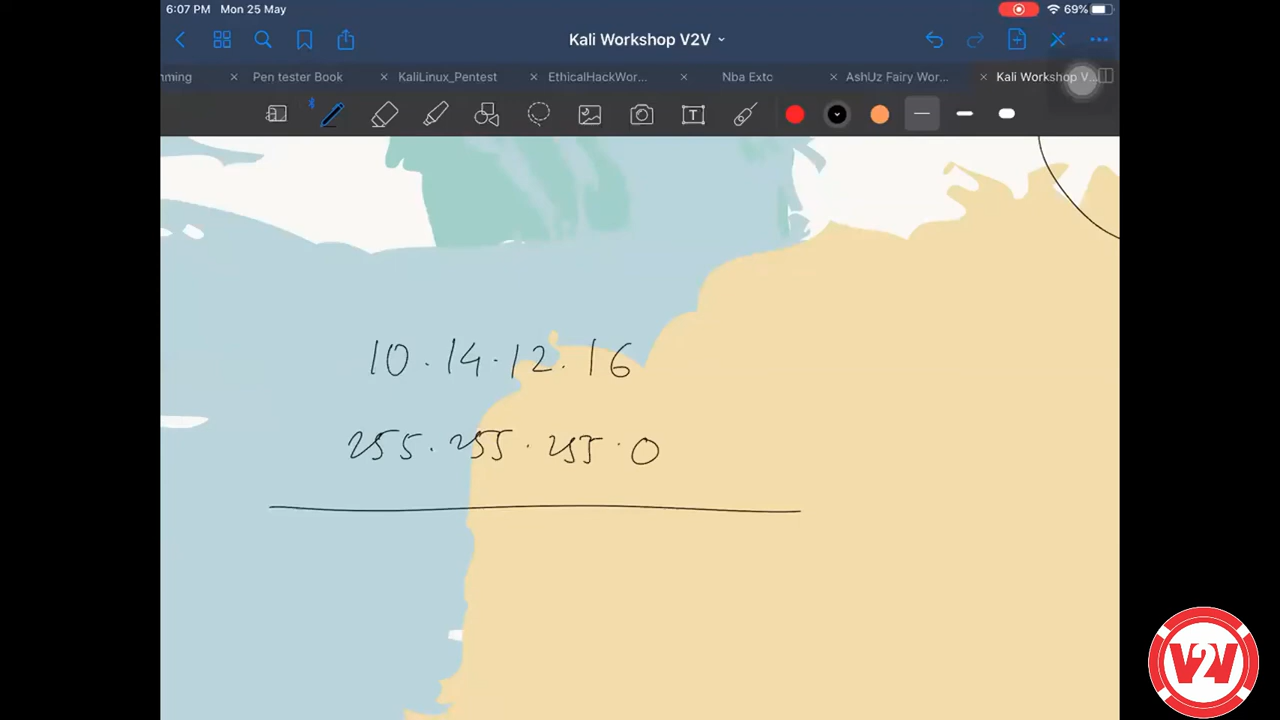 6:07 PM Mon 25 May 69%
Kali Workshop V2V
nming Pen tester Book KaliLinux_Pentest EthicalHackWor... Nba Extc AshUz Fairy Wor... Kali Workshop V...
T
10.14.12.16
255.255.255.0
V2V